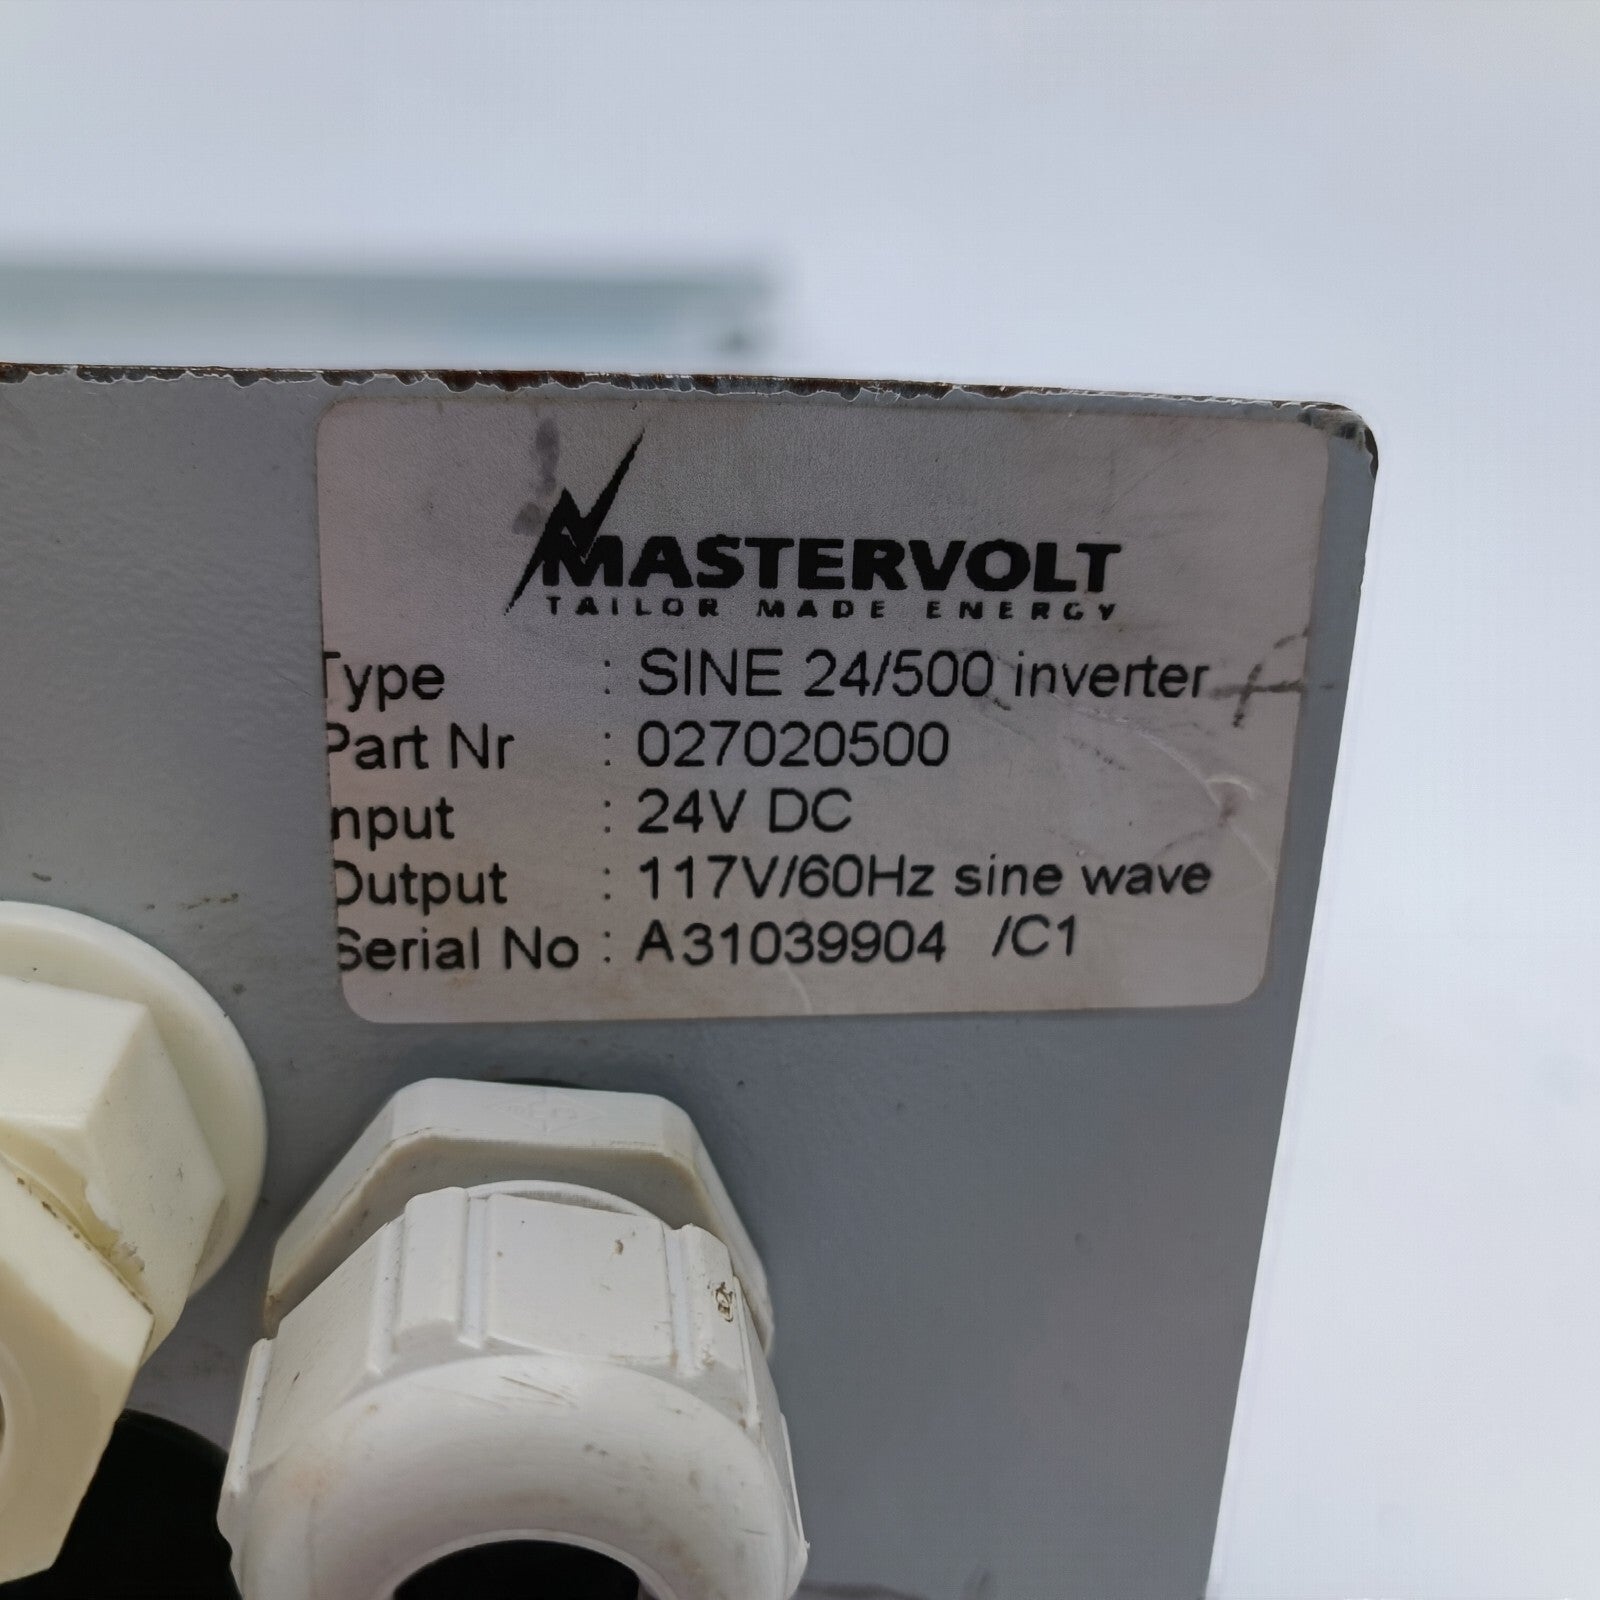 MASTERVOLT
TAILOR MADE ENERGY
Type : SINE 24/500 inverter
Part Nr : 027020500
Input : 24V DC
Output : 117V/60Hz sine wave
Serial No : A31039904 /C1